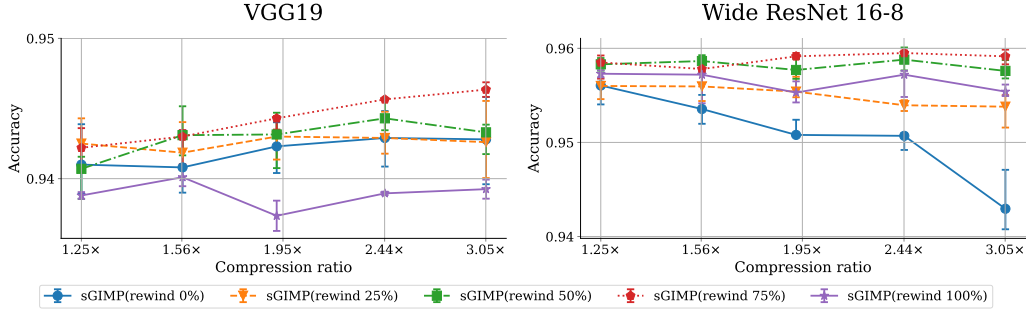 VGG19
Wide ResNet 16-8
0.95
0.94
Accuracy
1.25×
1.56×
1.95×
2.44×
3.05×
Compression ratio
0.96
0.95
0.94
Accuracy
1.25×
1.56×
1.95×
2.44×
3.05×
Compression ratio
sGIMP(rewind 0%)
sGIMP(rewind 25%)
sGIMP(rewind 50%)
sGIMP(rewind 75%)
sGIMP(rewind 100%)